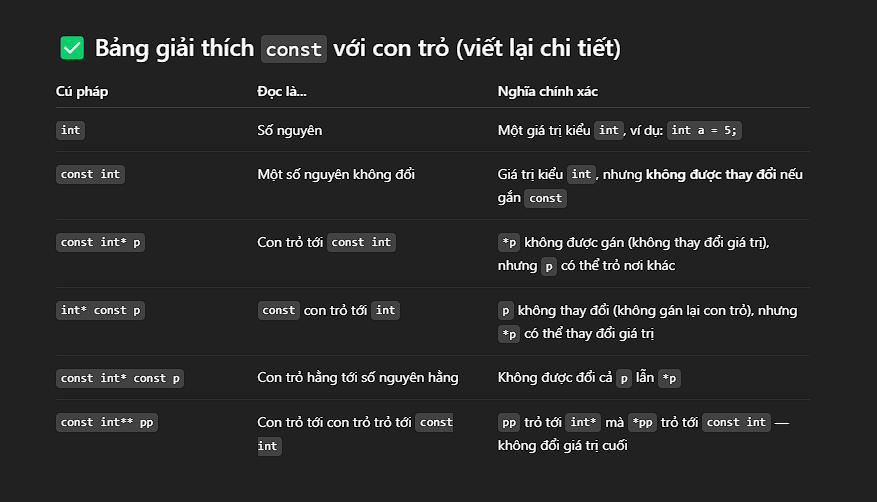 ✅ Bảng giải thích const với con trỏ (viết lại chi tiết)
Cú pháp Đọc là... Nghĩa chính xác
int Số nguyên Một giá trị kiểu int, ví dụ: int a = 5;
const int Một số nguyên không đổi Giá trị kiểu int, nhưng không được thay đổi nếu
gắn const
const int* p Con trỏ tới const int *p không được gán (không thay đổi giá trị),
nhưng p có thể trỏ nơi khác
int* const p const con trỏ tới int p không thay đổi (không gán lại con trỏ), nhưng
*p có thể thay đổi giá trị
const int* const p Con trỏ hằng tới số nguyên hằng Không được đổi cả p lẫn *p
const int** pp Con trỏ tới con trỏ trỏ tới const pp trỏ tới int* mà *pp trỏ tới const int —
int không đổi giá trị cuối